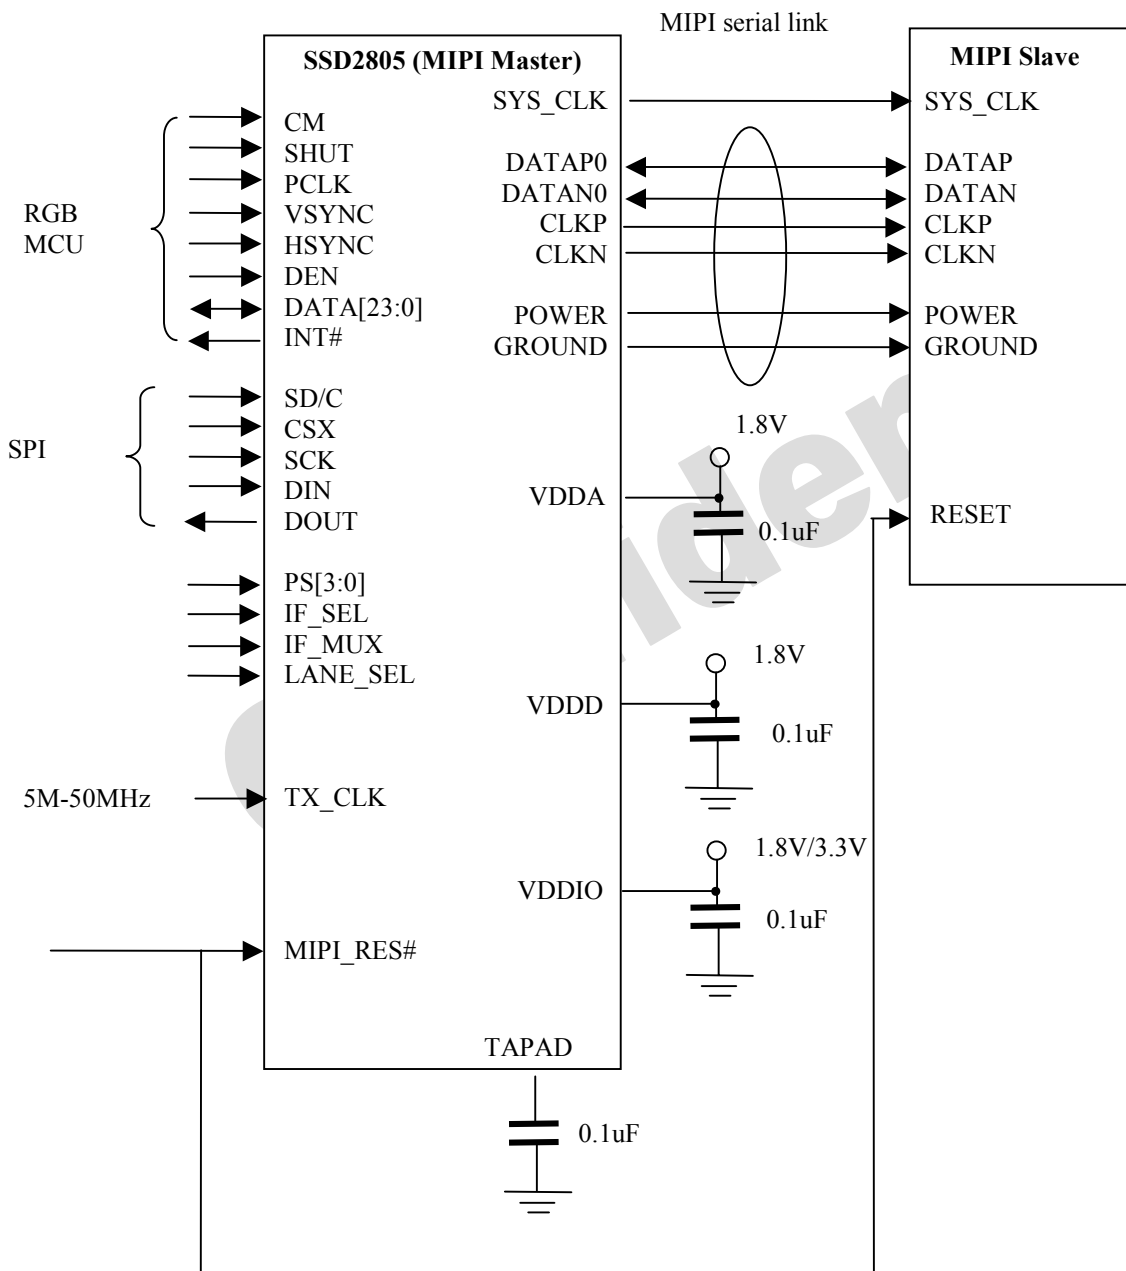 MIPI serial link
SSD2805 (MIPI Master)
MIPI Slave
RGB
MCU
CM
SHUT
PCLK
VSYNC
HSYNC
DEN
DATA[23:0]
INT#
SPI
SD/C
CSX
SCK
DIN
DOUT
PS[3:0]
IF_SEL
IF_MUX
LANE_SEL
5M-50MHz
TX_CLK
MIPI_RES#
SYS_CLK
DATAP0
DATAN0
CLKP
CLKN
POWER
GROUND
VDDA
1.8V
0.1uF
VDDD
1.8V
0.1uF
VDDIO
1.8V/3.3V
0.1uF
TAPAD
0.1uF
SYS_CLK
DATAP
DATAN
CLKP
CLKN
POWER
GROUND
RESET